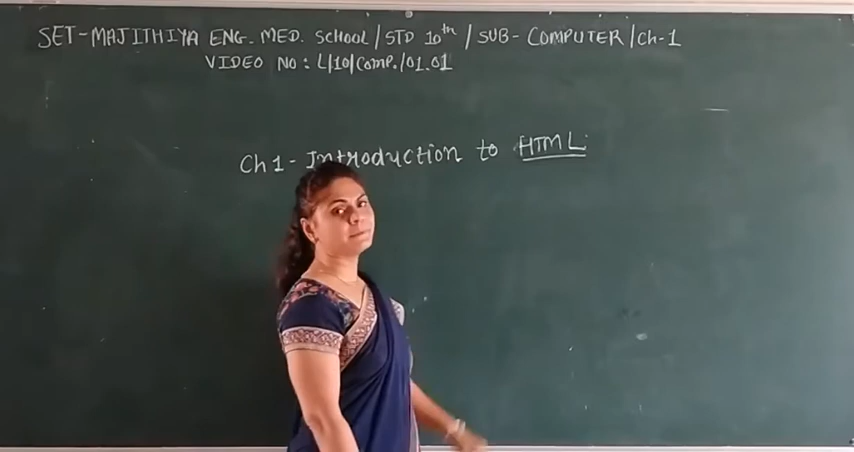 SET-MAJITHIYA ENG. MED. SCHOOL / STD 10th / SUB- COMPUTER / Ch-1
VIDEO NO : L/10/COMP./01.01
Ch 1 - Introduction to HTML